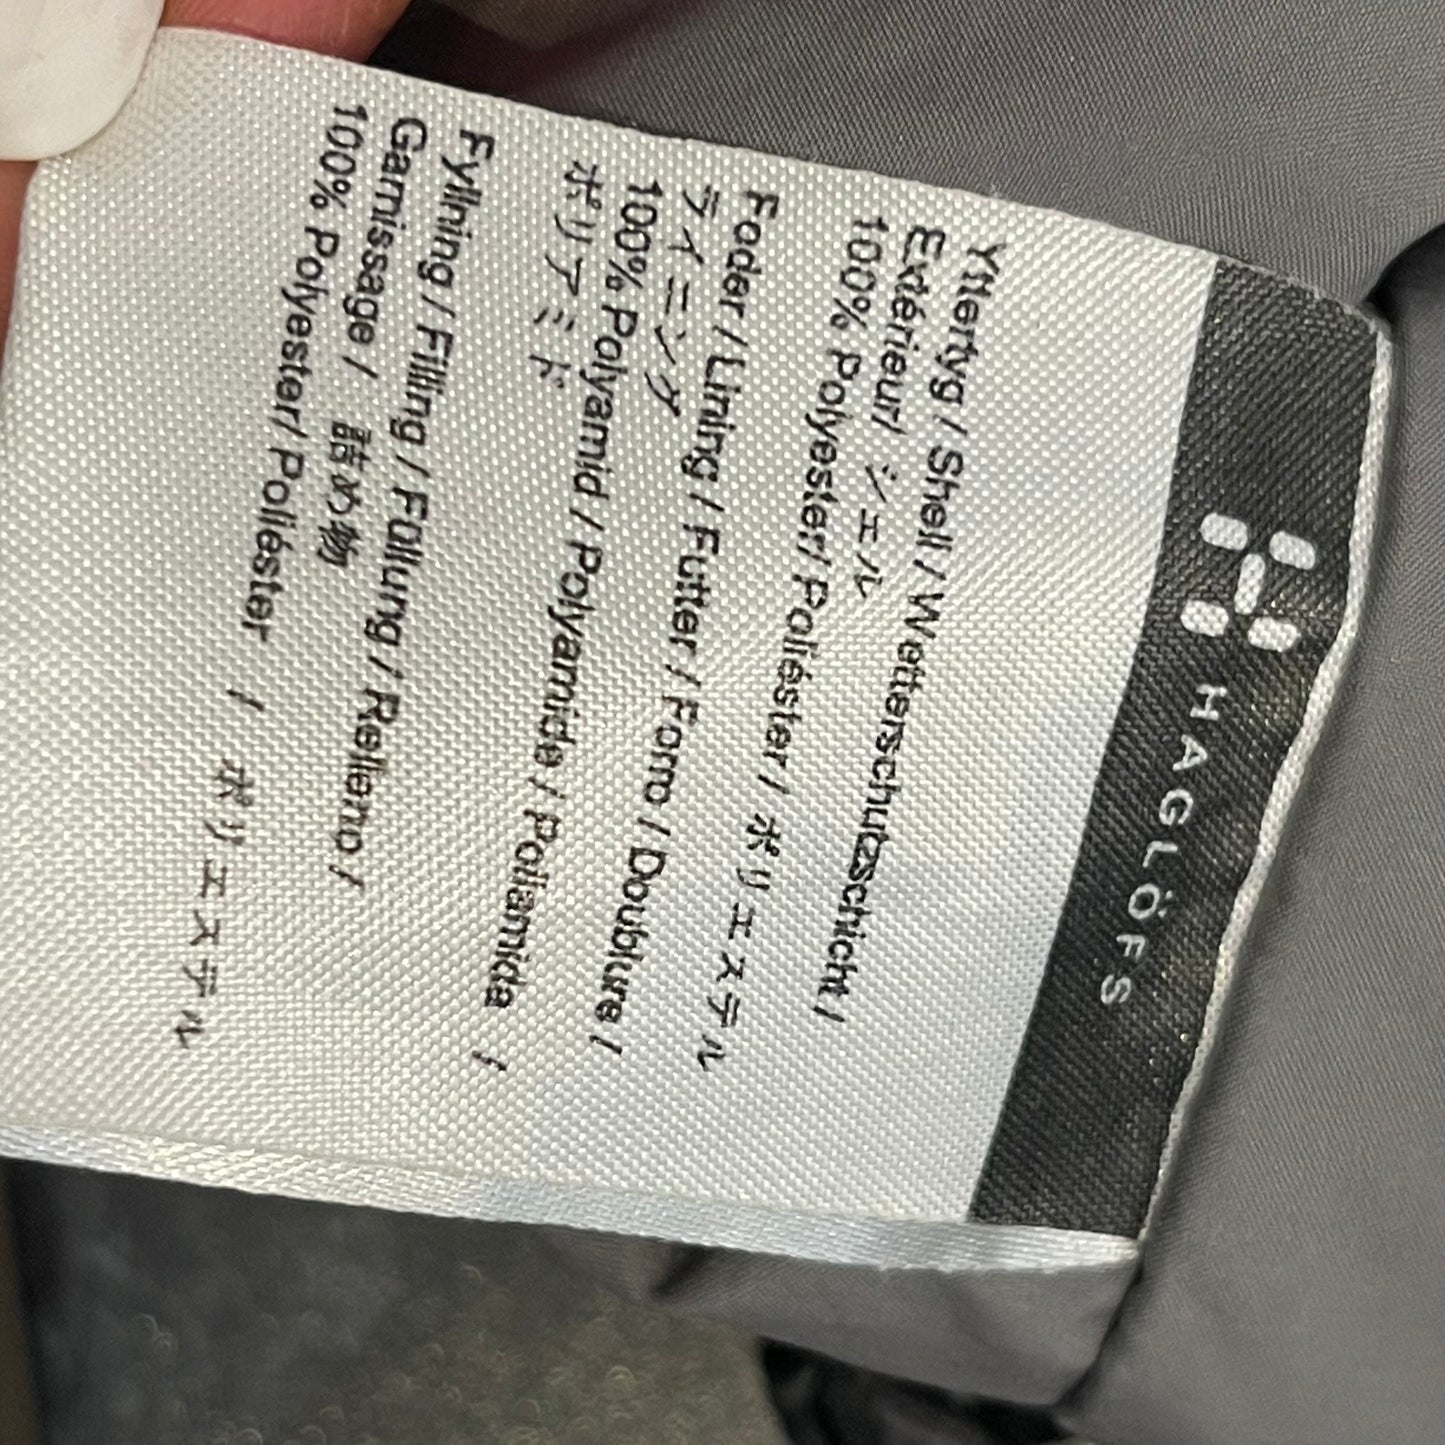 HAGLÖFS
Yttertyg / Shell / Wetterschutzschicht /
Extérieur/ シェル
100% Polyester/ Poliéster / ポリエステル
Foder / Lining / Futter / Forro / Doublure /
ライニング
100% Polyamid / Polyamide / Poliamida /
ポリアミド
Fyllning / Filling / Füllung / Relleno /
Garnissage / 詰め物
100% Polyester/ Poliéster / ポリエステル